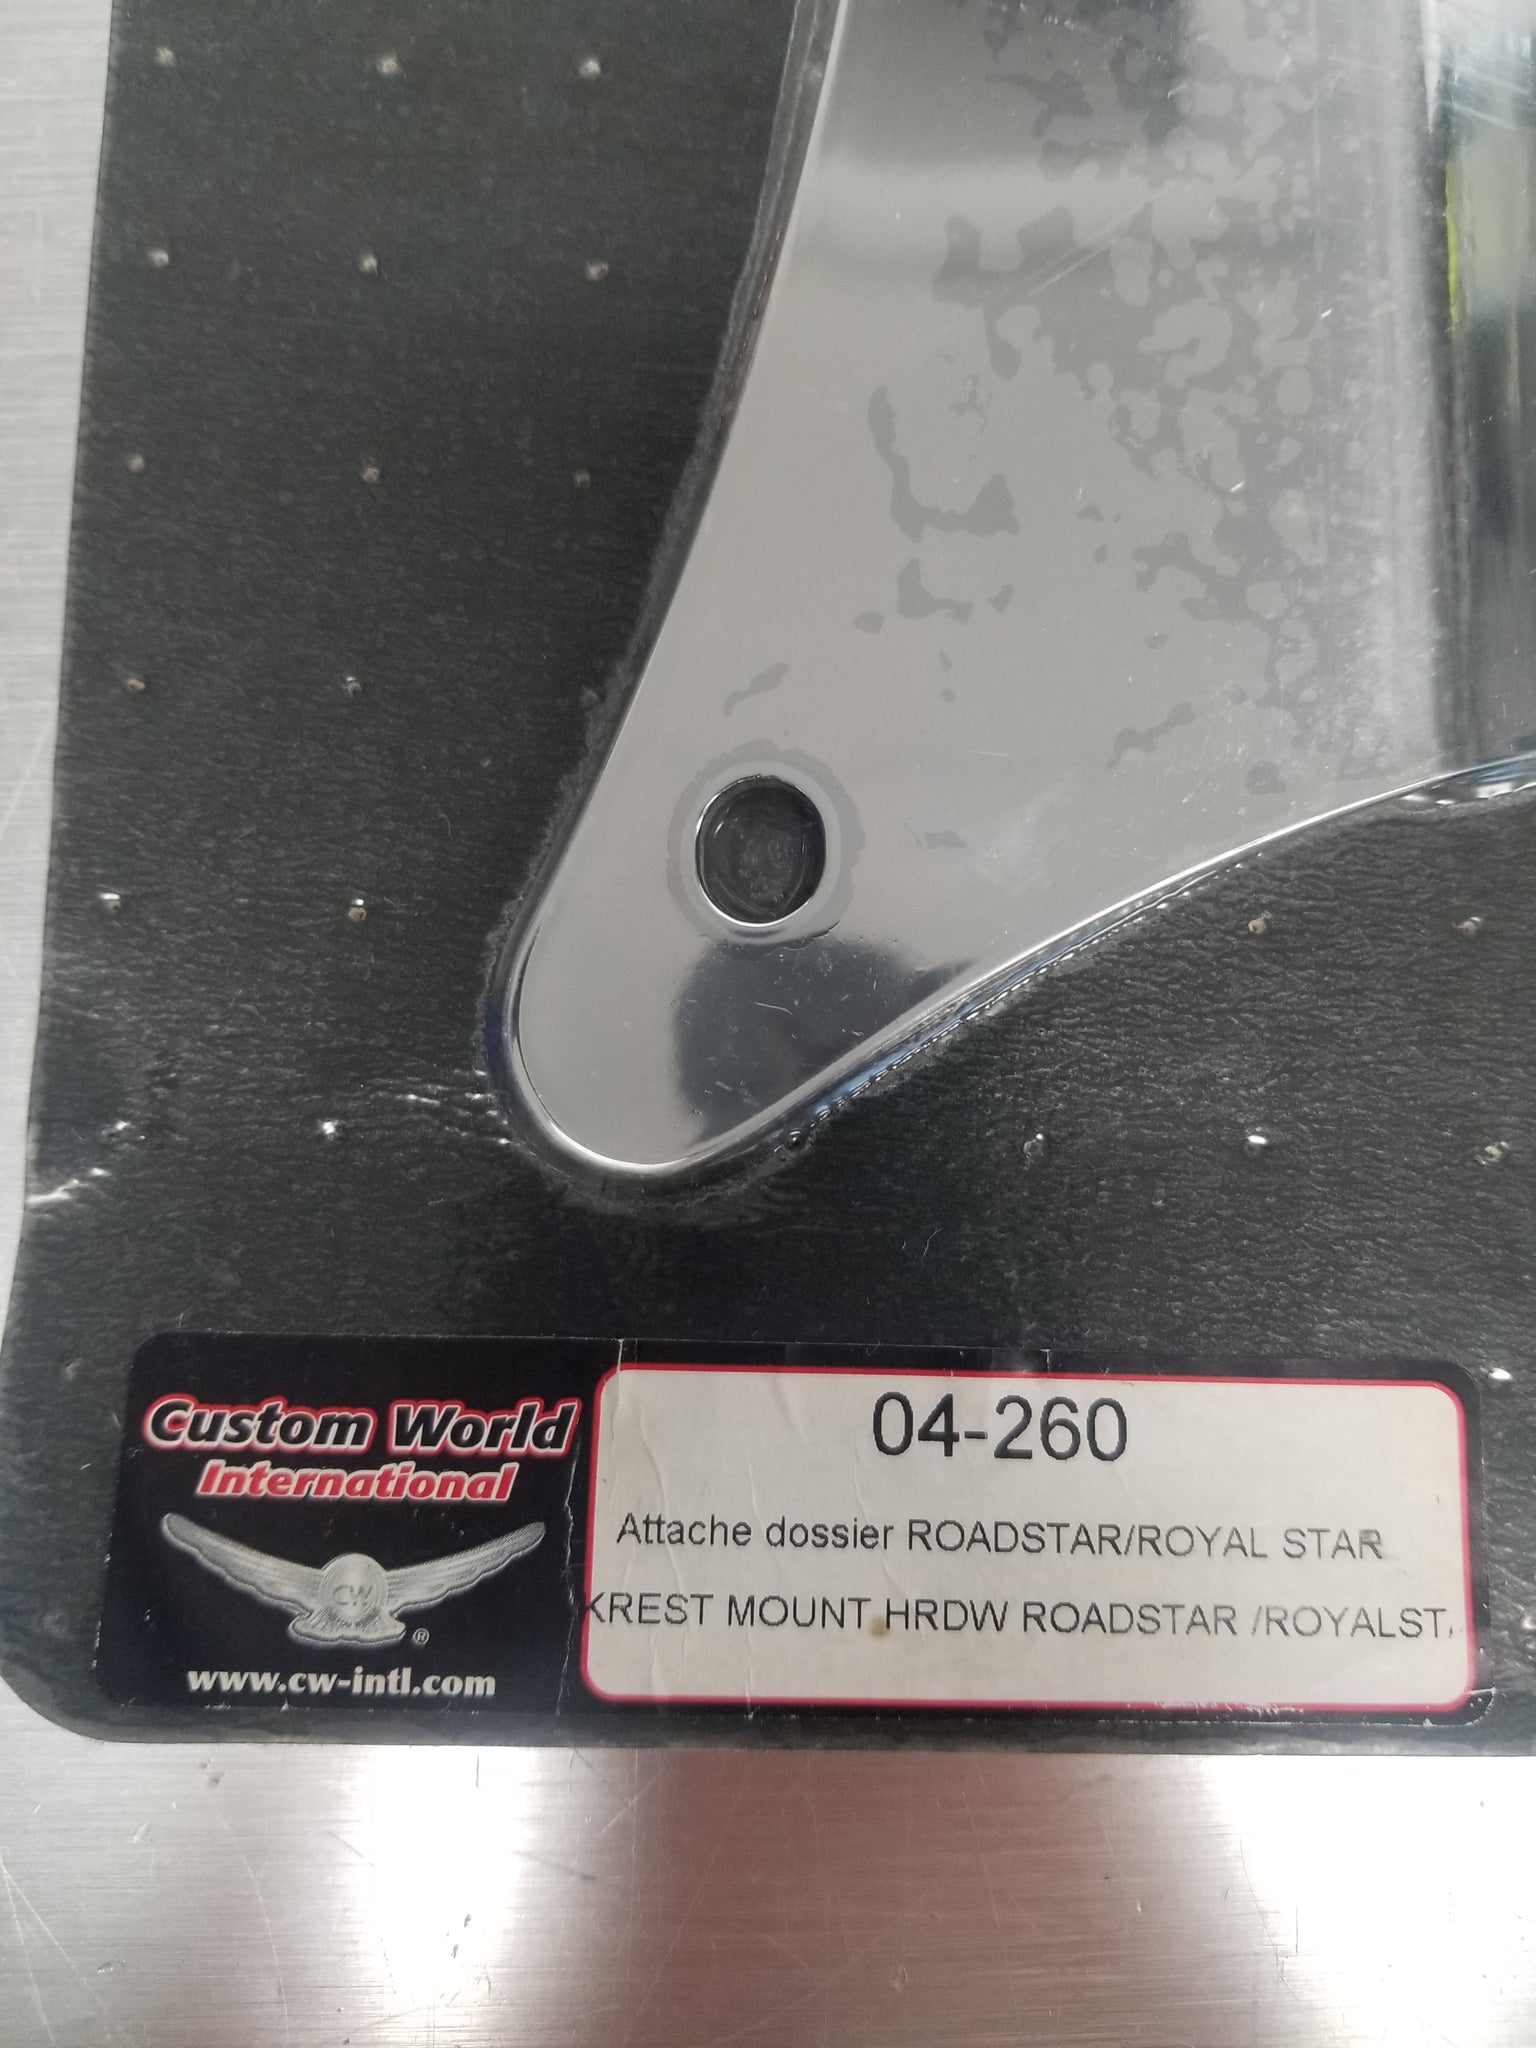 Custom World
International
CW
®
www.cw-intl.com
04-260
Attache dossier ROADSTAR/ROYAL STAR
KREST MOUNT HRDW ROADSTAR /ROYALST